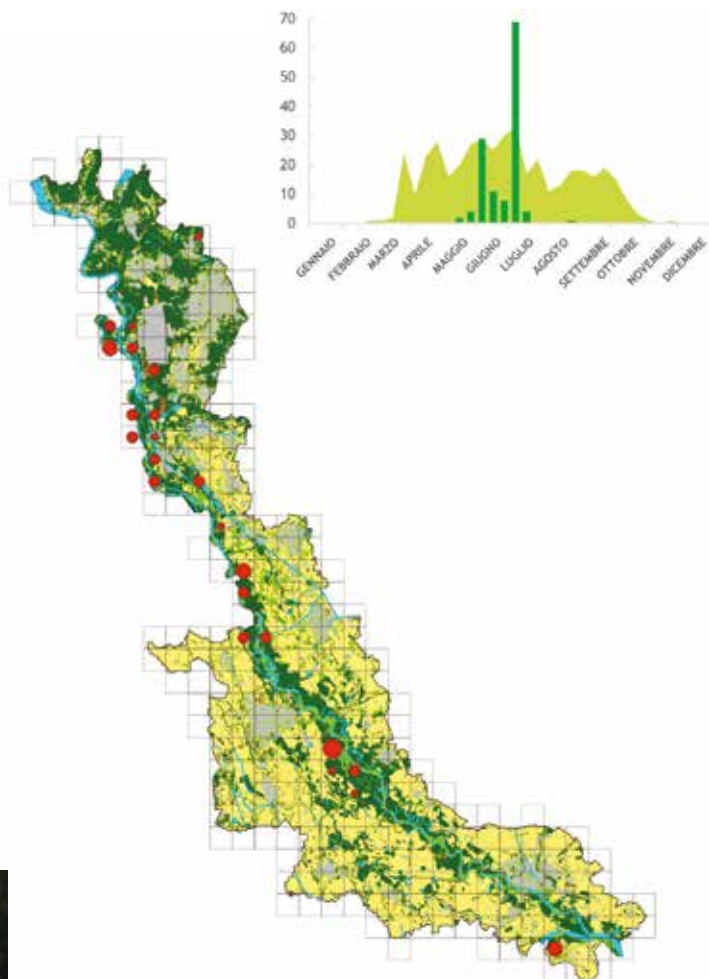 70
60
50
40
30
20
10
0
GENNAIO
FEBBRAIO
MARZO
APRILE
MAGGIO
GIUGNO
LUGLIO
AGOSTO
SETTEMBRE
OTTOBRE
NOVEMBRE
DICEMBRE